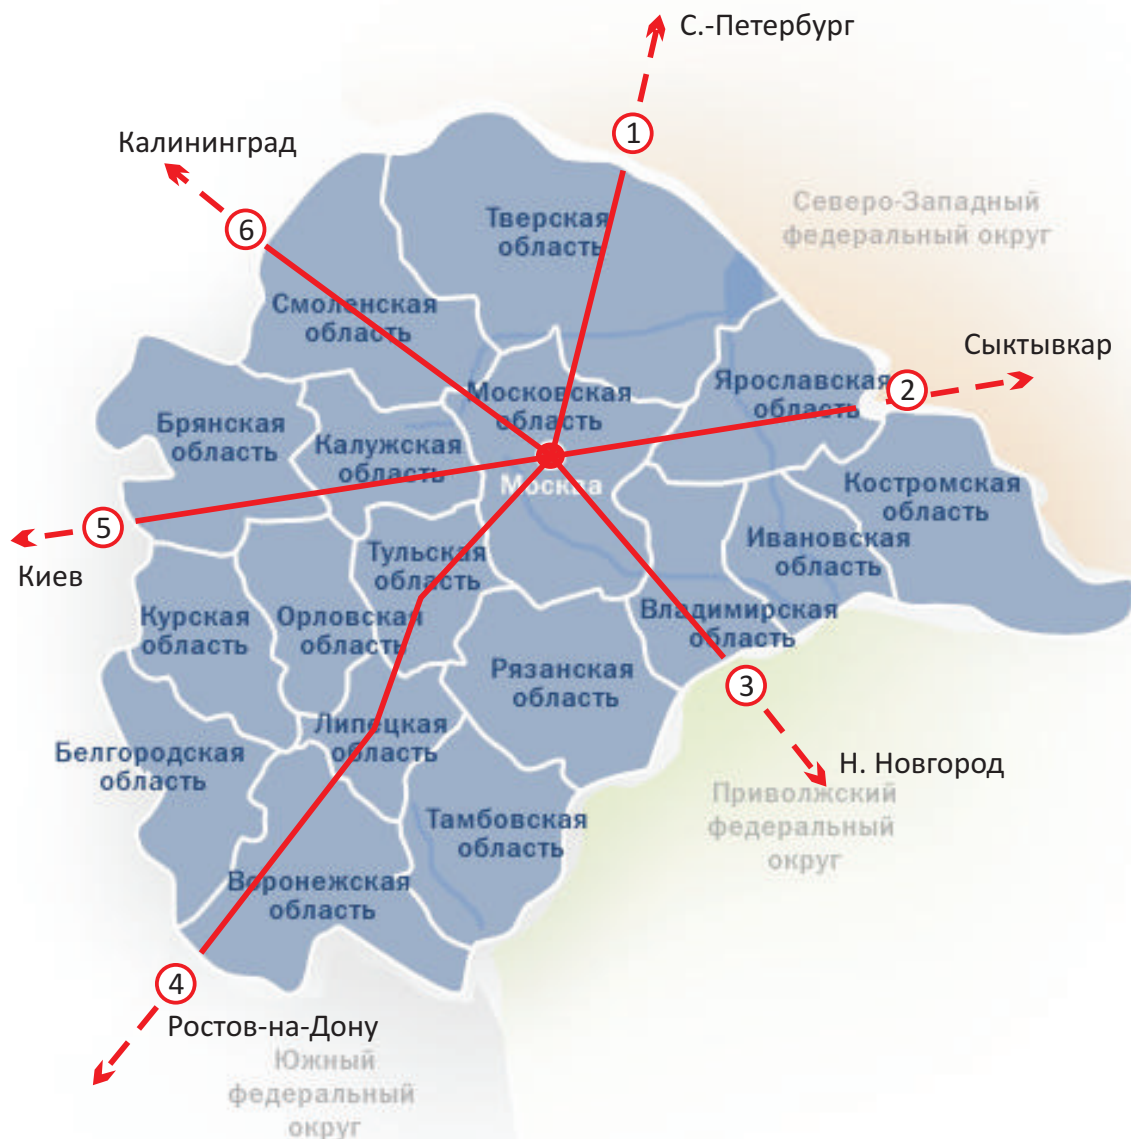 С.-Петербург
1
Калининград
6
Тверская
область
Северо-Западный
федеральный округ
Смоленская
область
Сыктывкар
2
Ярославская
область
Московская
область
Брянская
область
Калужская
область
Москва
Костромская
область
5
Киев
Ивановская
область
Тульская
область
Курская
область
Орловская
область
Владимирская
область
Рязанская
область
3
Липецкая
область
Белгородская
область
Н. Новгород
Приволжский
федеральный
округ
Тамбовская
область
Воронежская
область
4
Ростов-на-Дону
Южный
федеральный
округ